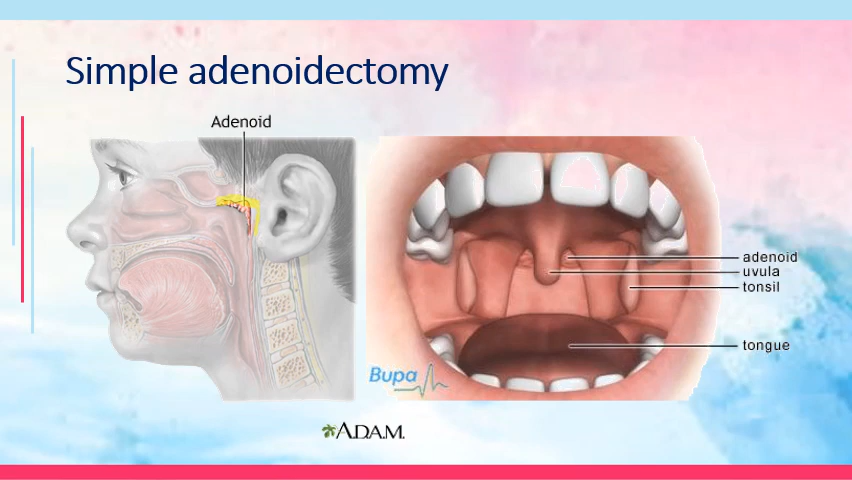 Simple adenoidectomy
Adenoid
adenoid
uvula
tonsil
tongue
Bupa
A.D.A.M.